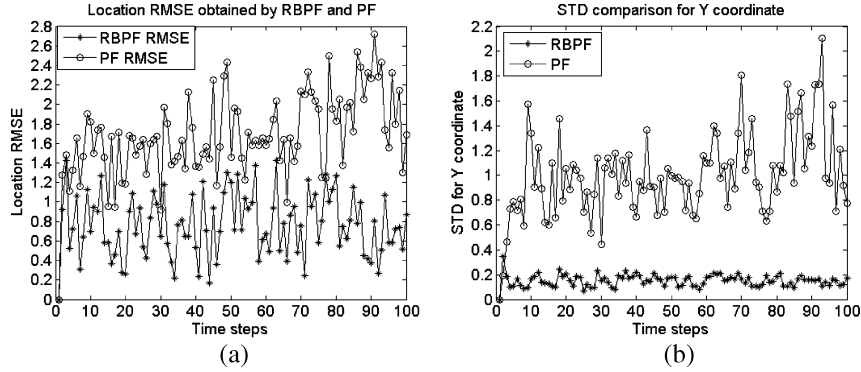 Location RMSE obtained by RBPF and PF
2.8
2.6
2.4
2.2
2
1.8
1.6
1.4
1.2
1
0.8
0.6
0.4
0.2
0
Location RMSE
RBPF RMSE
PF RMSE
0 10 20 30 40 50 60 70 80 90 100
Time steps
(a)
STD comparison for Y coordinate
2.2
2
1.8
1.6
1.4
1.2
1
0.8
0.6
0.4
0.2
0
STD for Y coordinate
RBPF
PF
0 10 20 30 40 50 60 70 80 90 100
Time steps
(b)